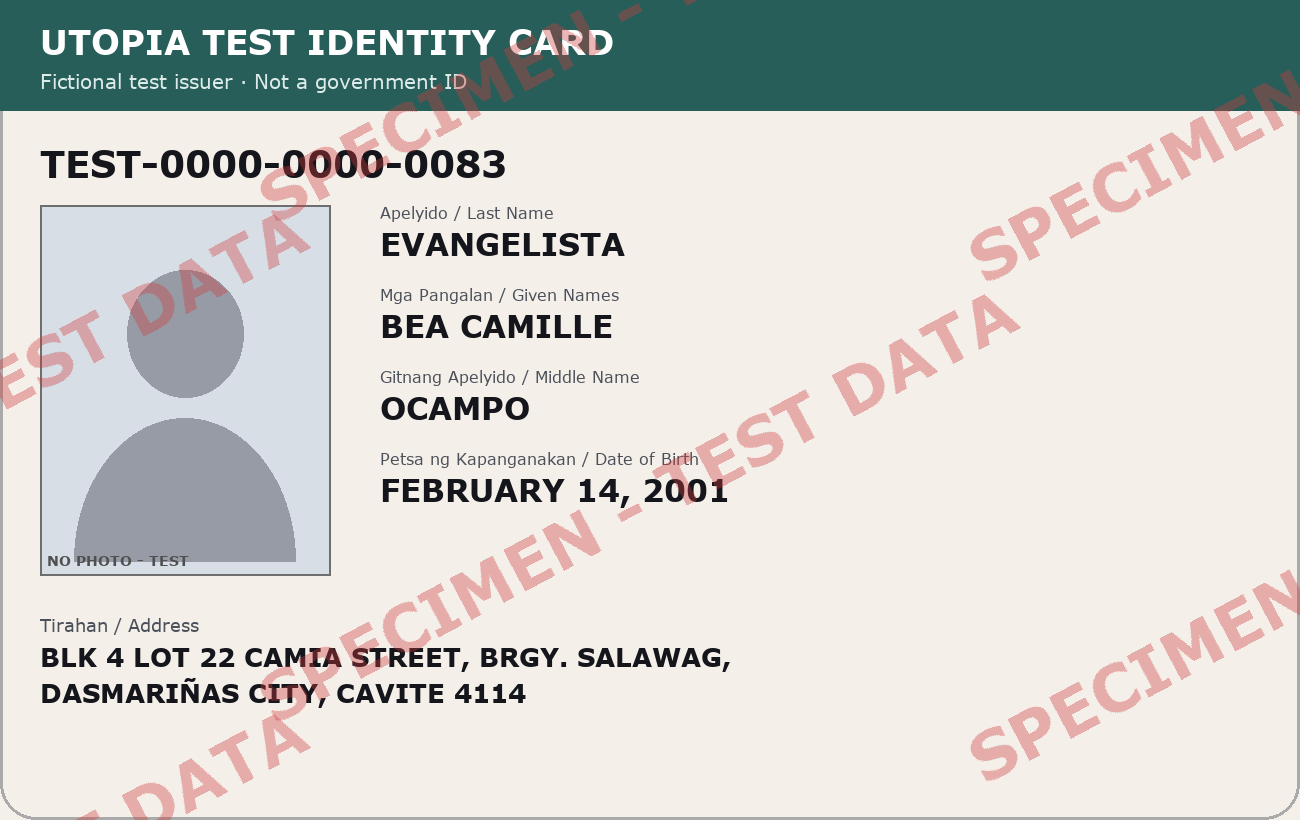 UTOPIA TEST IDENTITY CARD
Fictional test issuer · Not a government ID
TEST–0000–0000–0083
Apelyido / Last Name
EVANGELISTA
Mga Pangalan / Given Names
BEA CAMILLE
Gitnang Apelyido / Middle Name
OCAMPO
Petsa ng Kapanganakan / Date of Birth
FEBRUARY 14, 2001
NO PHOTO – TEST
Tirahan / Address
BLK 4 LOT 22 CAMIA STREET, BRGY. SALAWAG,
DASMARIÑAS CITY, CAVITE 4114
SPECIMEN –
SPECIMEN
EST DATA
SPECIMEN – TEST DATA
SPECIMEN
T DATA